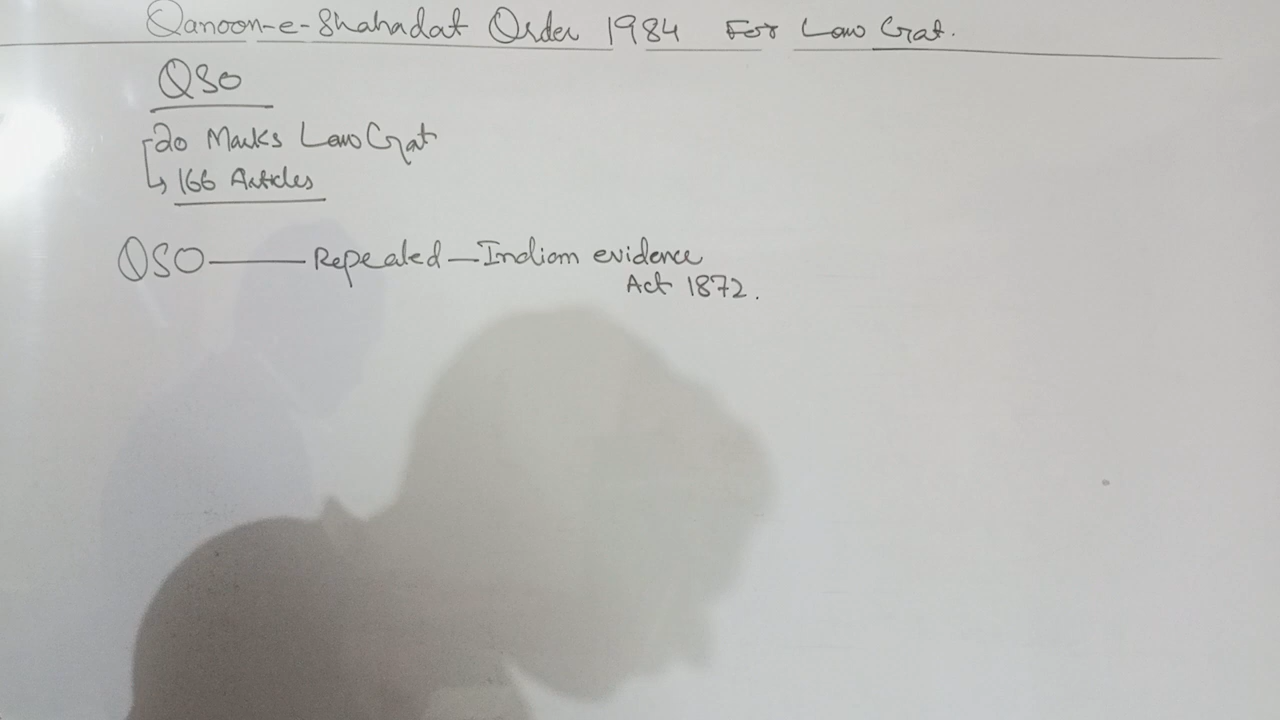 Qanoon-e-Shahadat Order 1984 For Law Gat.
QSO
20 Marks Law Gat
↳ 166 Articles
QSO —— Repealed — Indian evidence
Act 1872.